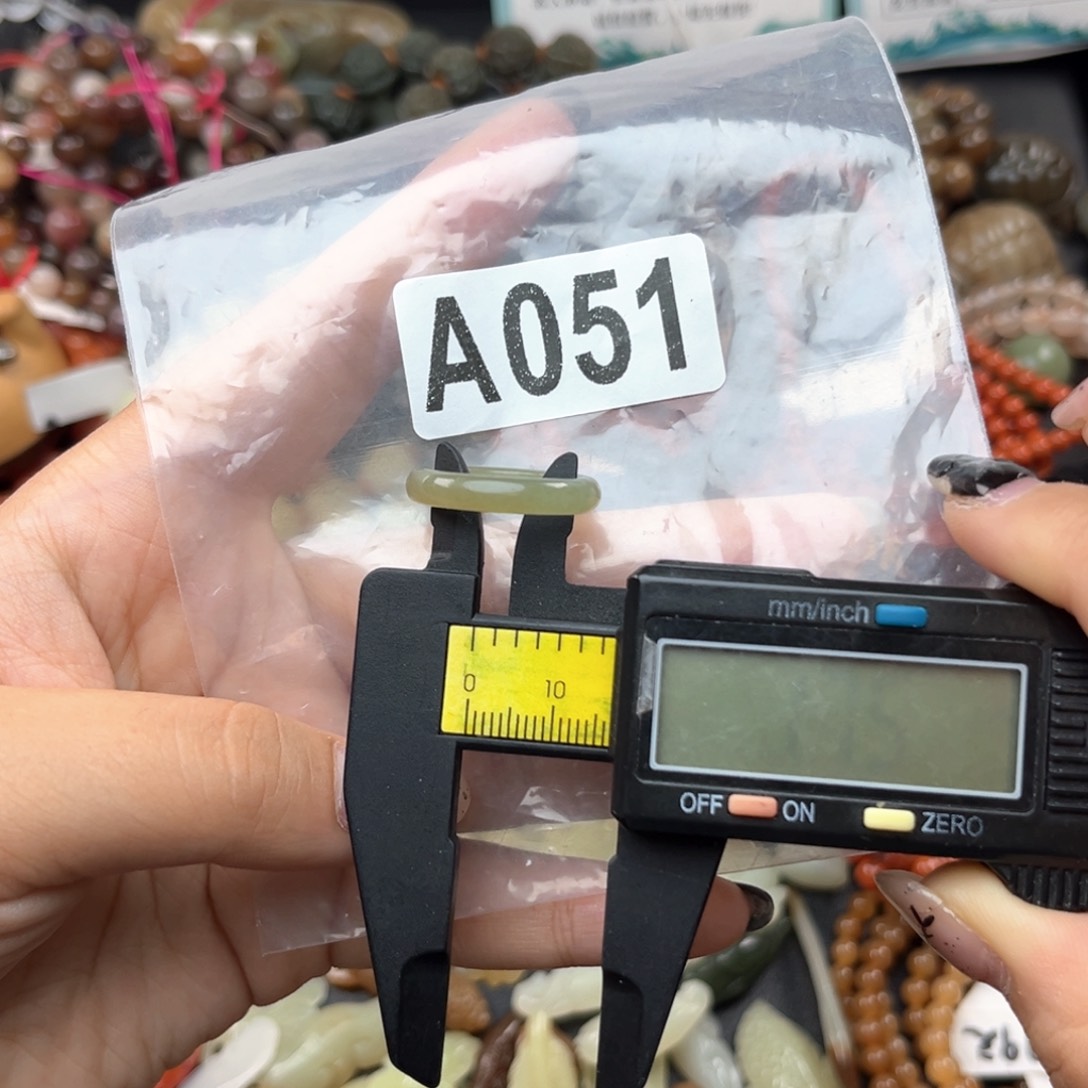 A051
mm/inch
0 10
OFF ON ZERO